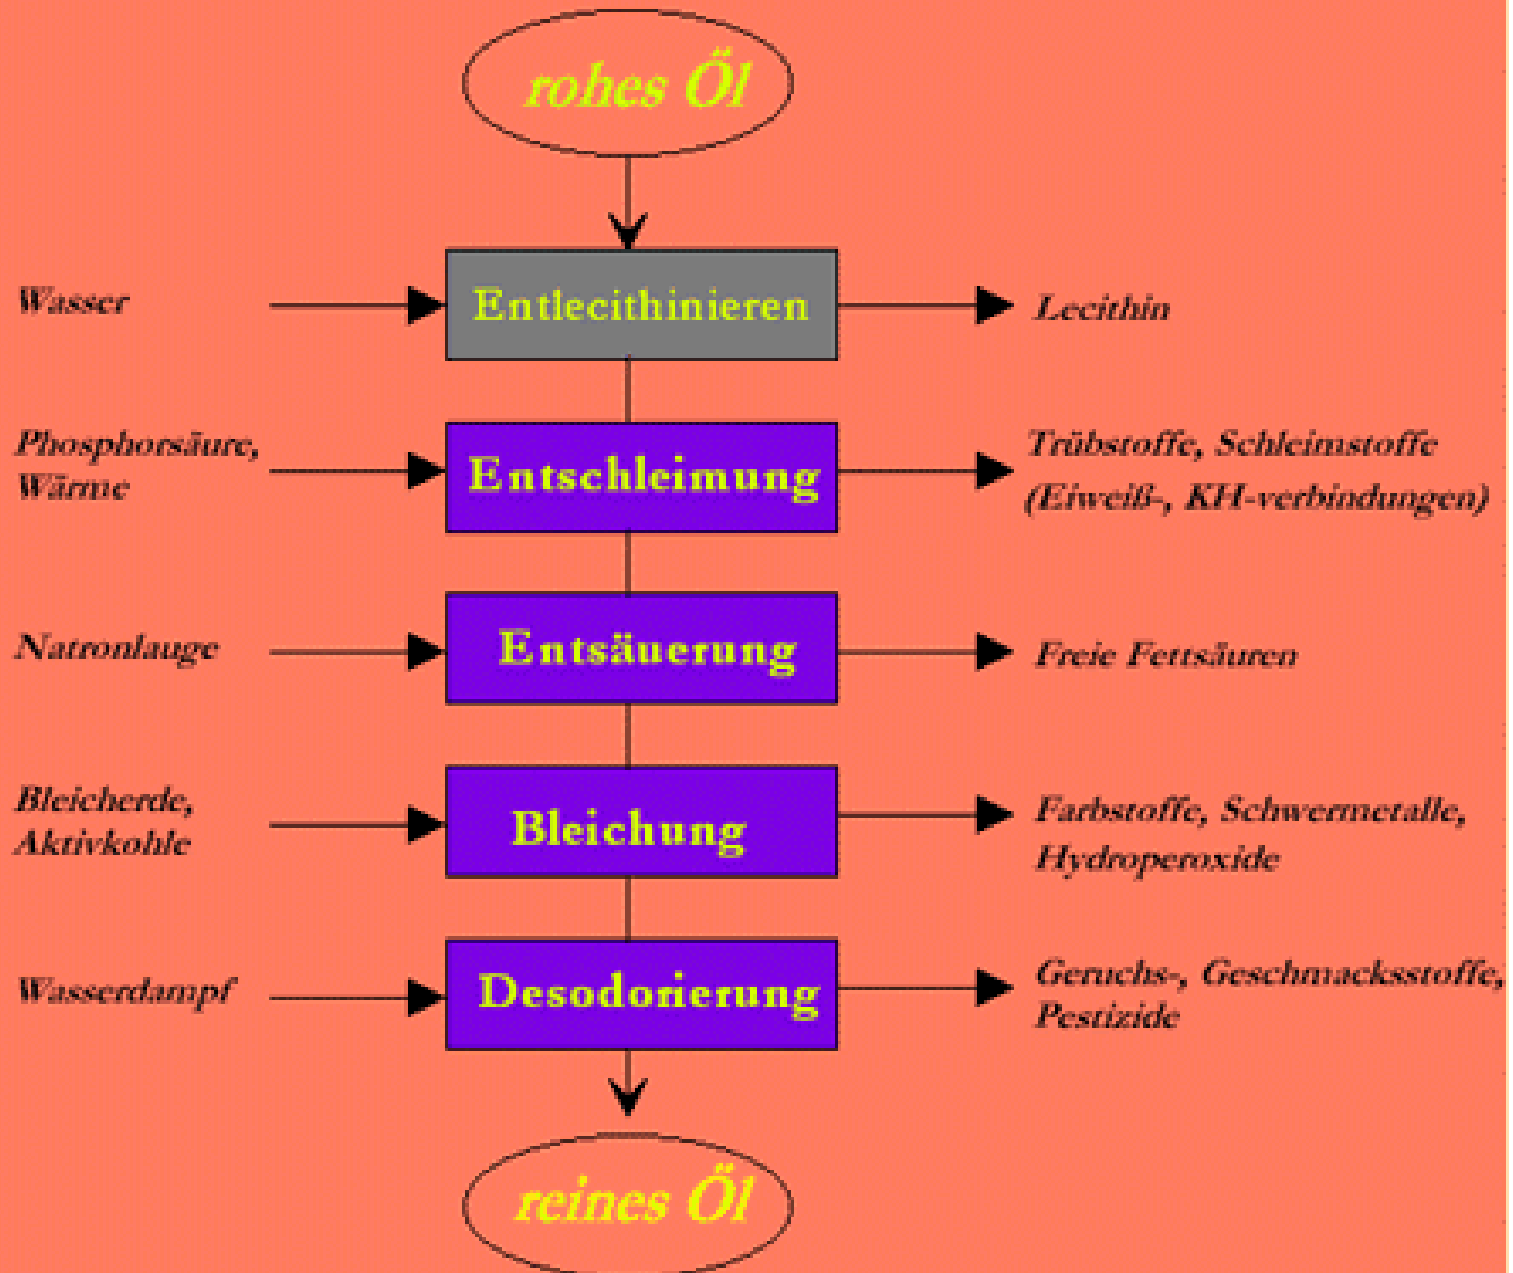 rohes Öl
Wasser
Entlecithinieren
Lecithin
Phosphorsäure,
Wärme
Entschleimung
Trübstoffe, Schleimstoffe
(Eiweiß-, KH-verbindungen)
Natronlauge
Entsäuerung
Freie Fettsäuren
Bleicherde,
Aktivkohle
Bleichung
Farbstoffe, Schwermetalle,
Hydroperoxide
Wasserdampf
Desodorierung
Geruchs-, Geschmacksstoffe,
Pestizide
reines Öl